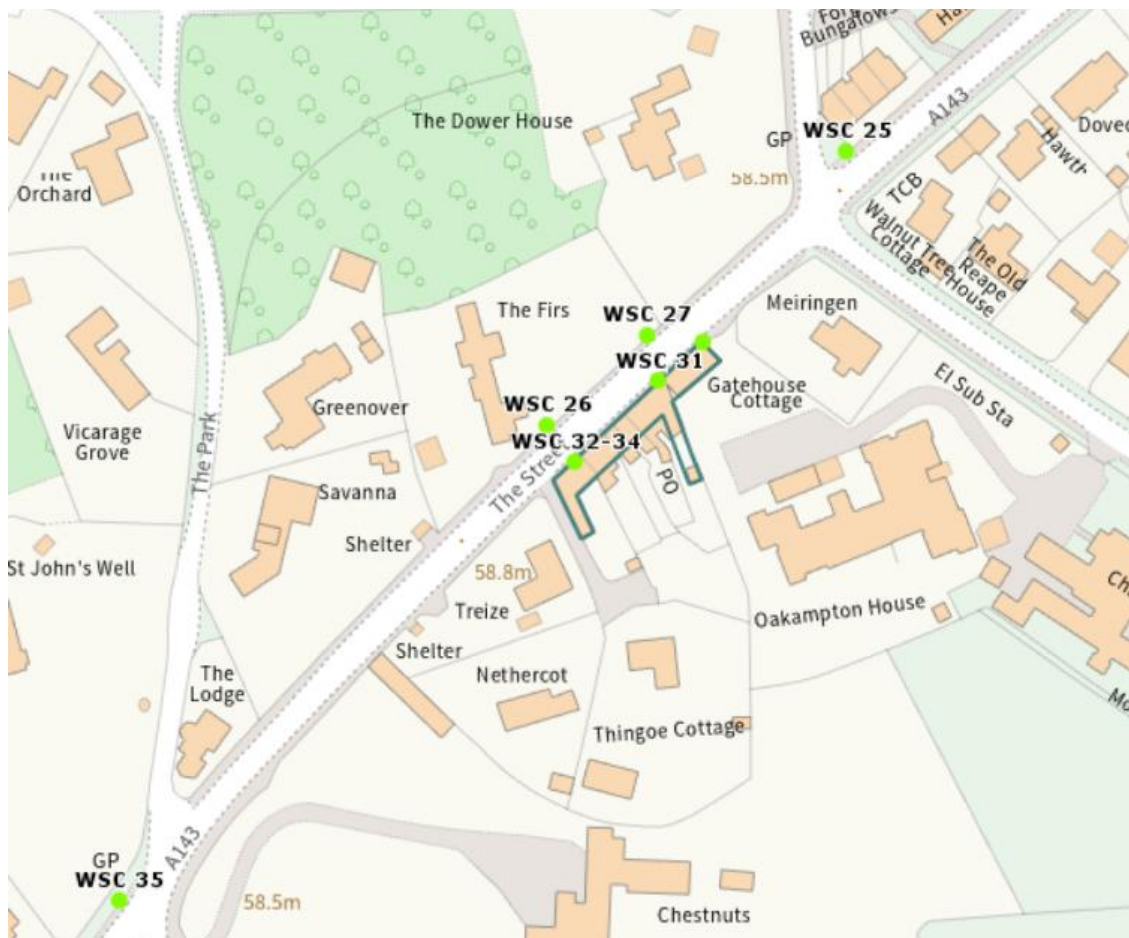 Bungalows
The Dower House
GP
WSC 25
A143
58.5m
TCB
Hawth
Dovec
Orchard
Walnut Tree
Cottage
The Old
Reape
House
The Firs
WSC 27
Meiringen
WSC 31
Gatehouse
Cottage
El Sub Sta
Greenover
WSC 26
WSC 32-34
The Park
Vicarage
Grove
The Stree
PO
Savanna
Shelter
St John's Well
58.8m
Treize
Oakampton House
Shelter
The
Lodge
Nethercot
Thingoe Cottage
A143
GP
WSC 35
58.5m
Chestnuts